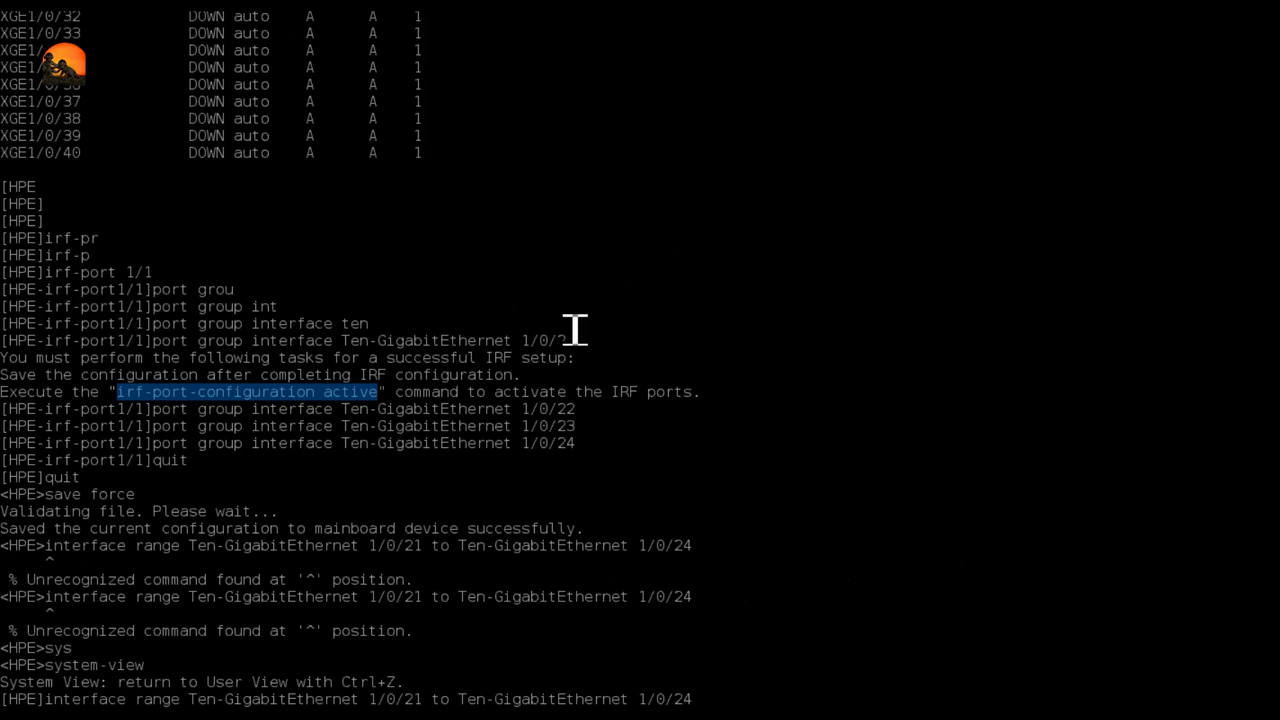 XGE1/0/32 DOWN auto A A 1
XGE1/0/33 DOWN auto A A 1
XGE1/ DOWN auto A A 1
XGE1/ DOWN auto A A 1
XGE1/0/36 DOWN auto A A 1
XGE1/0/37 DOWN auto A A 1
XGE1/0/38 DOWN auto A A 1
XGE1/0/39 DOWN auto A A 1
XGE1/0/40 DOWN auto A A 1
[HPE
[HPE]
[HPE]
[HPE]irf-pr
[HPE]irf-p
[HPE]irf-port 1/1
[HPE-irf-port1/1]port grou
[HPE-irf-port1/1]port group int
[HPE-irf-port1/1]port group interface ten
[HPE-irf-port1/1]port group interface Ten-GigabitEthernet 1/0/
You must perform the following tasks for a successful IRF setup:
Save the configuration after completing IRF configuration.
Execute the "irf-port-configuration active" command to activate the IRF ports.
[HPE-irf-port1/1]port group interface Ten-GigabitEthernet 1/0/22
[HPE-irf-port1/1]port group interface Ten-GigabitEthernet 1/0/23
[HPE-irf-port1/1]port group interface Ten-GigabitEthernet 1/0/24
[HPE-irf-port1/1]quit
[HPE]quit
<HPE>save force
Validating file. Please wait...
Saved the current configuration to mainboard device successfully.
<HPE>interface range Ten-GigabitEthernet 1/0/21 to Ten-GigabitEthernet 1/0/24
^
% Unrecognized command found at '^' position.
<HPE>interface range Ten-GigabitEthernet 1/0/21 to Ten-GigabitEthernet 1/0/24
^
% Unrecognized command found at '^' position.
<HPE>sys
<HPE>system-view
System View: return to User View with Ctrl+Z.
[HPE]interface range Ten-GigabitEthernet 1/0/21 to Ten-GigabitEthernet 1/0/24